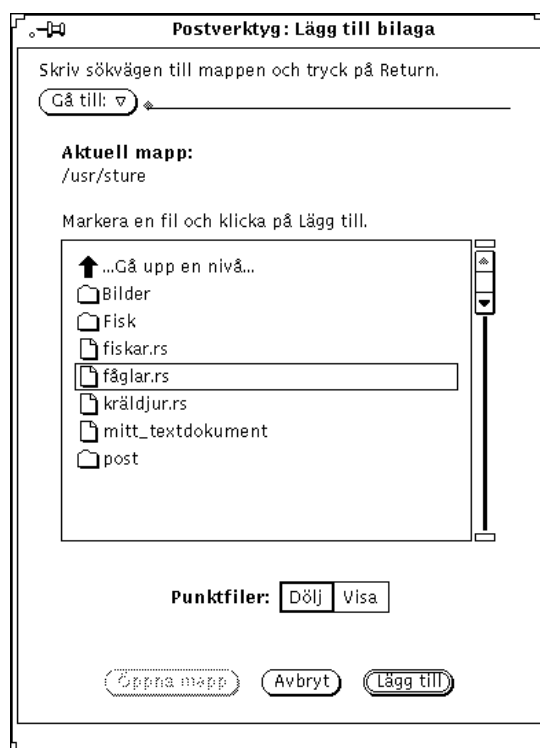 Postverktyg: Lägg till bilaga
Skriv sökvägen till mappen och tryck på Return.
Gå till:
Aktuell mapp:
/usr/sture
Markera en fil och klicka på Lägg till.
...Gå upp en nivå...
Bilder
Fisk
fiskar.rs
fåglar.rs
kräldjur.rs
mitt_textdokument
post
Punktfiler: Dölj Visa
Öppna mapp Avbryt Lägg till